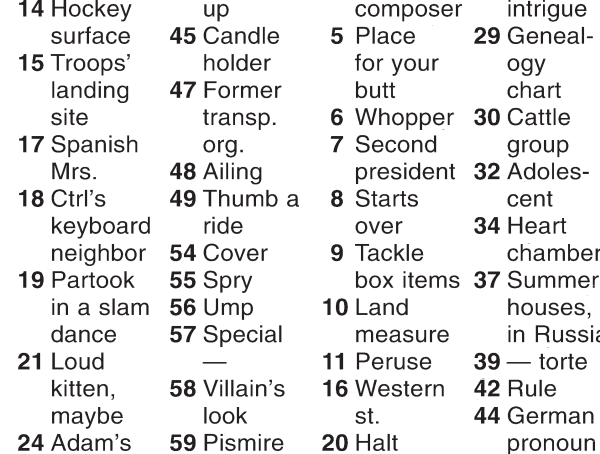 14 Hockey
surface
15 Troops'
landing
site
17 Spanish
Mrs.
18 Ctrl's
keyboard
neighbor
19 Partook
in a slam
dance
21 Loud
kitten,
maybe
24 Adam's
up
45 Candle
holder
47 Former
transp.
org.
48 Ailing
49 Thumb a
ride
54 Cover
55 Spry
56 Ump
57 Special
—
58 Villain's
look
59 Pismire
composer
5 Place
for your
butt
6 Whopper
7 Second
president
8 Starts
over
9 Tackle
box items
10 Land
measure
11 Peruse
16 Western
st.
20 Halt
intrigue
29 Geneal-
ogy
chart
30 Cattle
group
32 Adoles-
cent
34 Heart
chamber
37 Summer
houses,
in Russia
39 — torte
42 Rule
44 German
pronoun